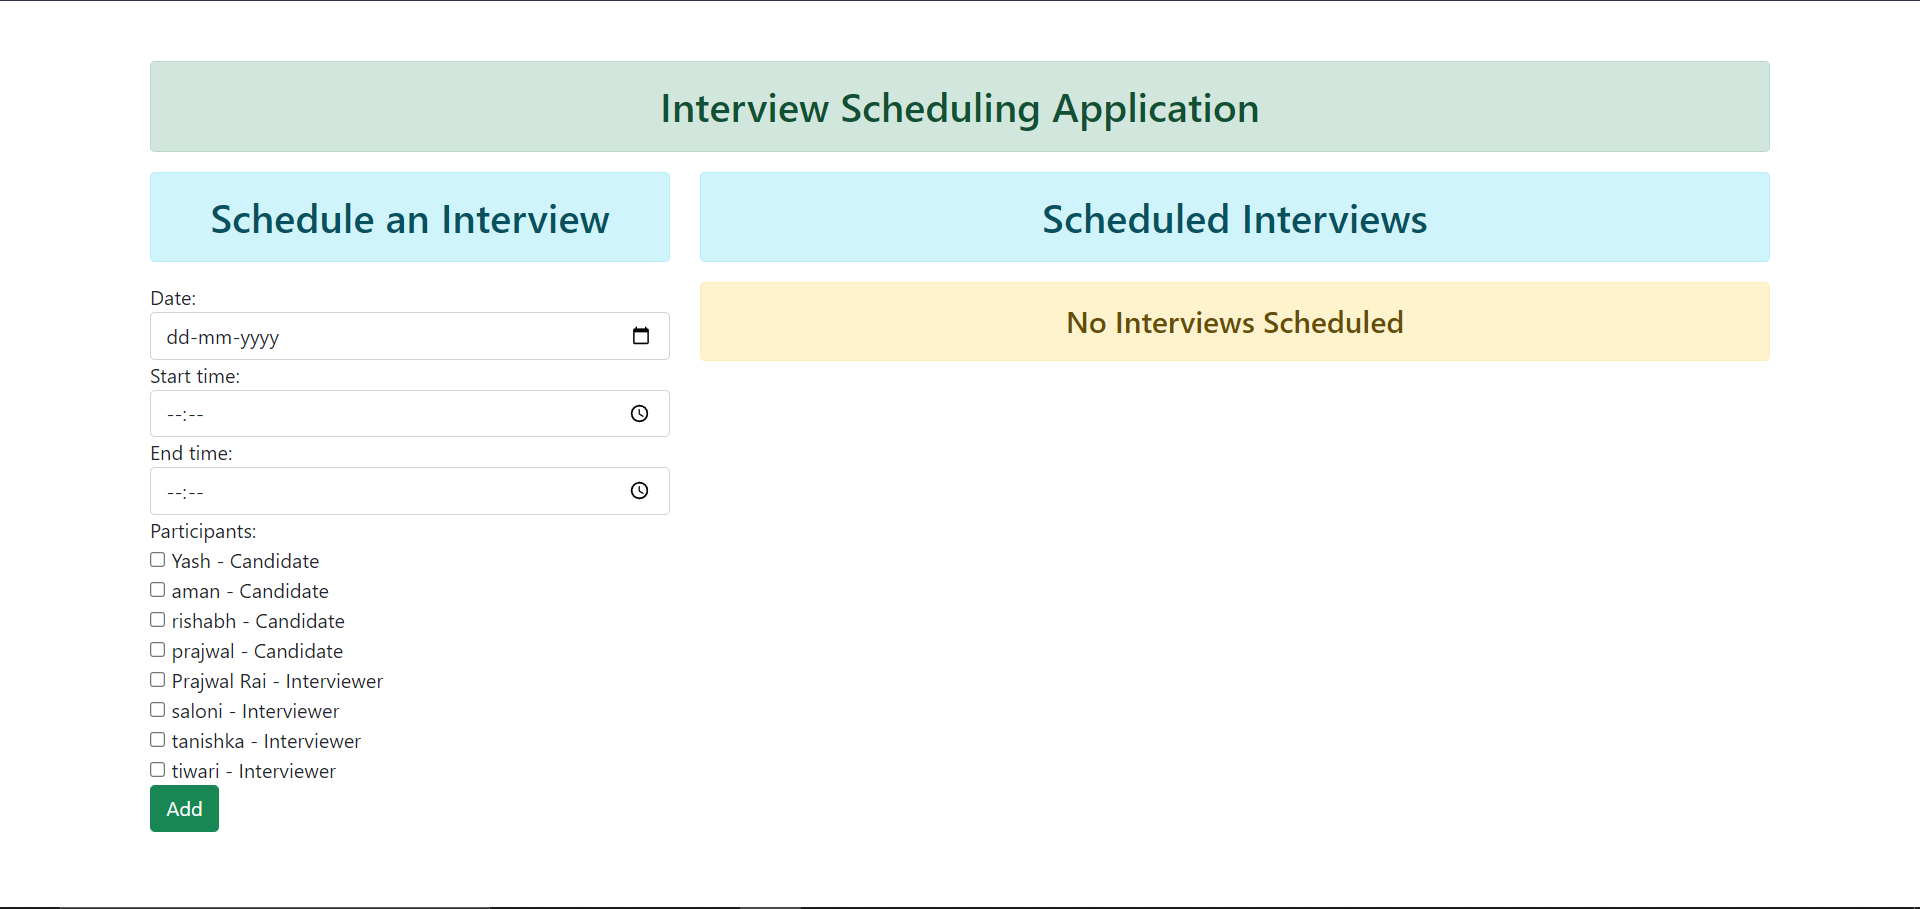 Interview Scheduling Application
Schedule an Interview
Date:
dd-mm-yyyy
Start time:
--:--
End time:
--:--
Participants:
Yash - Candidate
aman - Candidate
rishabh - Candidate
prajwal - Candidate
Prajwal Rai - Interviewer
saloni - Interviewer
tanishka - Interviewer
tiwari - Interviewer
Add
Scheduled Interviews
No Interviews Scheduled